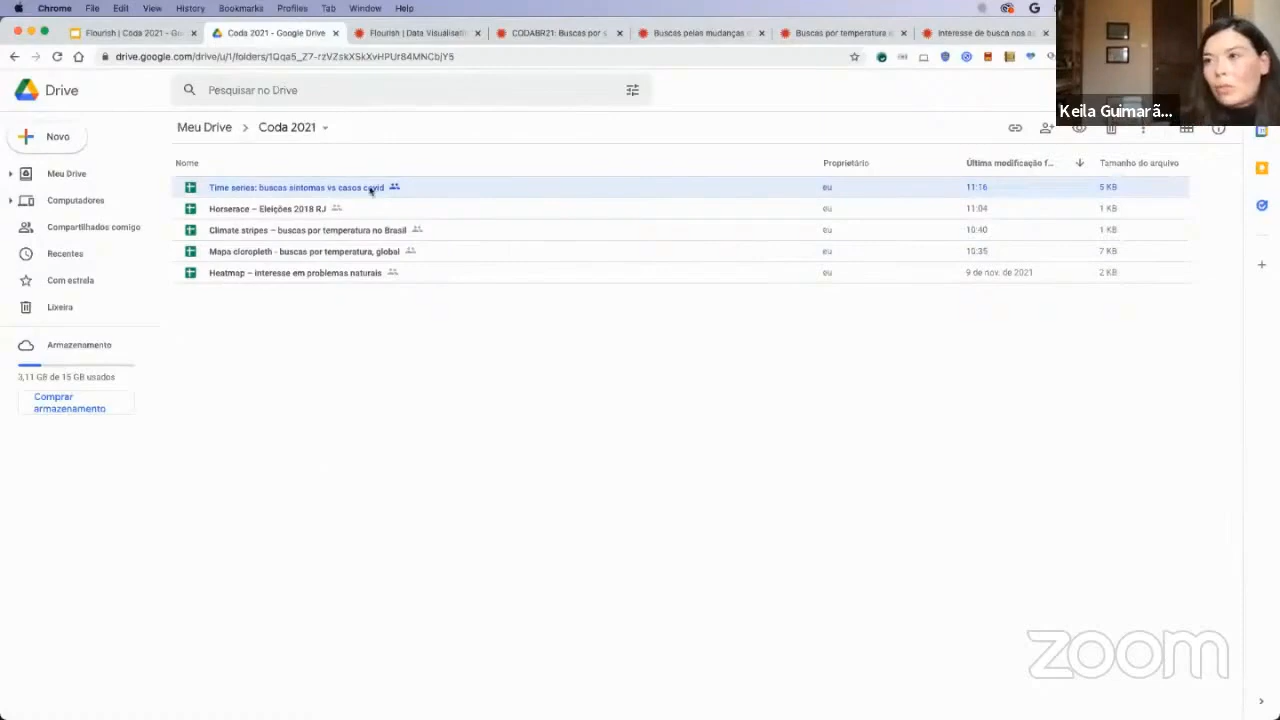 Chrome File Edit View History Bookmarks Profiles Tab Window Help
Flourish | Coda 2021 - Go... × Coda 2021 - Google Drive × Flourish | Data Visualisati... × CODABR21: Buscas por s... × Buscas pelas mudanças d... × Buscas por temperatura n... × Interesse de busca nos a... ×
drive.google.com/drive/u/1/folders/1Qqa5_Z7-rzVZskXSkXvHPUr84MNCbjY5
Keila Guimarã...
Drive
Pesquisar no Drive
Novo
Meu Drive > Coda 2021
Nome Proprietário Última modificação f... Tamanho do arquivo
Meu Drive
Computadores
Compartilhados comigo
Recentes
Com estrela
Lixeira
Armazenamento
3,11 GB de 15 GB usados
Comprar
armazenamento
Time series: buscas sintomas vs casos covid eu 11:16 5 KB
Horserace – Eleições 2018 RJ eu 11:04 1 KB
Climate stripes – buscas por temperatura no Brasil eu 10:40 1 KB
Mapa cloropleth - buscas por temperatura, global eu 10:35 7 KB
Heatmap – interesse em problemas naturais eu 9 de nov. de 2021 2 KB
zoom